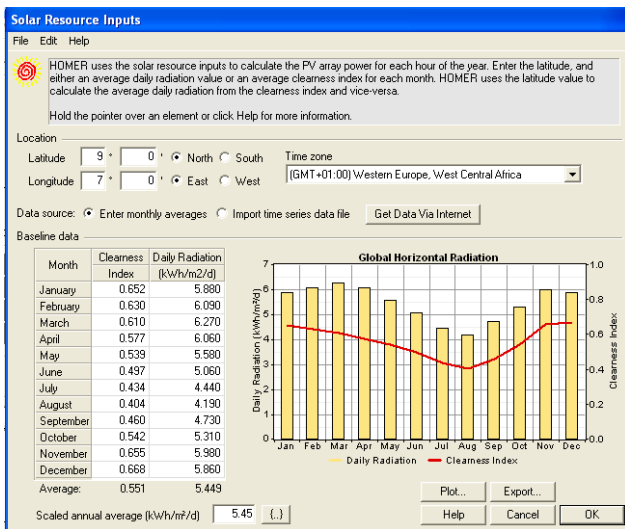 Solar Resource Inputs
File Edit Help
HOMER uses the solar resource inputs to calculate the PV array power for each hour of the year. Enter the latitude, and
either an average daily radiation value or an average clearness index for each month. HOMER uses the latitude value to
calculate the average daily radiation from the clearness index and vice-versa.
Hold the pointer over an element or click Help for more information.
Location
Latitude 9 ° 0 ' North South Time zone
Longitude 7 ° 0 ' East West (GMT+01:00) Western Europe, West Central Africa
Data source: Enter monthly averages Import time series data file Get Data Via Internet
Baseline data
Month Clearness Index Daily Radiation (kWh/m2/d)
January 0.652 5.880
February 0.630 6.090
March 0.610 6.270
April 0.577 6.060
May 0.539 5.580
June 0.497 5.060
July 0.434 4.440
August 0.404 4.190
September 0.460 4.730
October 0.542 5.310
November 0.655 5.980
December 0.668 5.860
Average: 0.551 5.449
Scaled annual average (kWh/m²/d) 5.45 {..}
Global Horizontal Radiation
Daily Radiation (kWh/m²/d)
7
6
5
4
3
2
1
0
Jan Feb Mar Apr May Jun Jul Aug Sep Oct Nov Dec
1.0
0.8
0.6
0.4
0.2
0.0
Clearness Index
Daily Radiation Clearness Index
Plot... Export...
Help Cancel OK